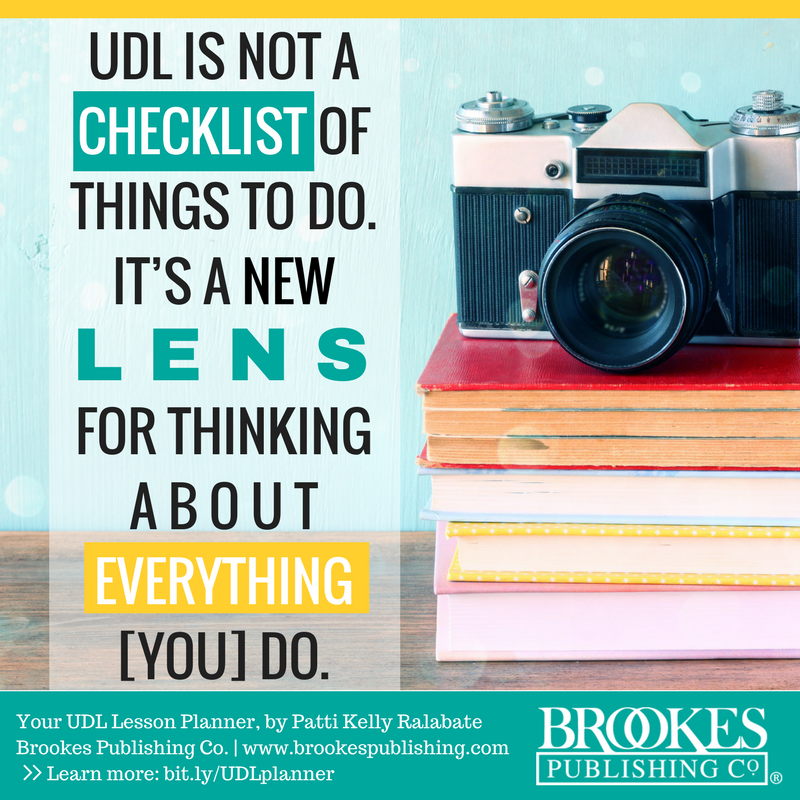 UDL IS NOT A
CHECKLIST OF
THINGS TO DO.
IT'S A NEW
LENS
FOR THINKING
ABOUT
EVERYTHING
[YOU] DO.
Your UDL Lesson Planner, by Patti Kelly Ralabate
Brookes Publishing Co. | www.brookespublishing.com
>> Learn more: bit.ly/UDLplanner
BROOKES
PUBLISHING CO ®